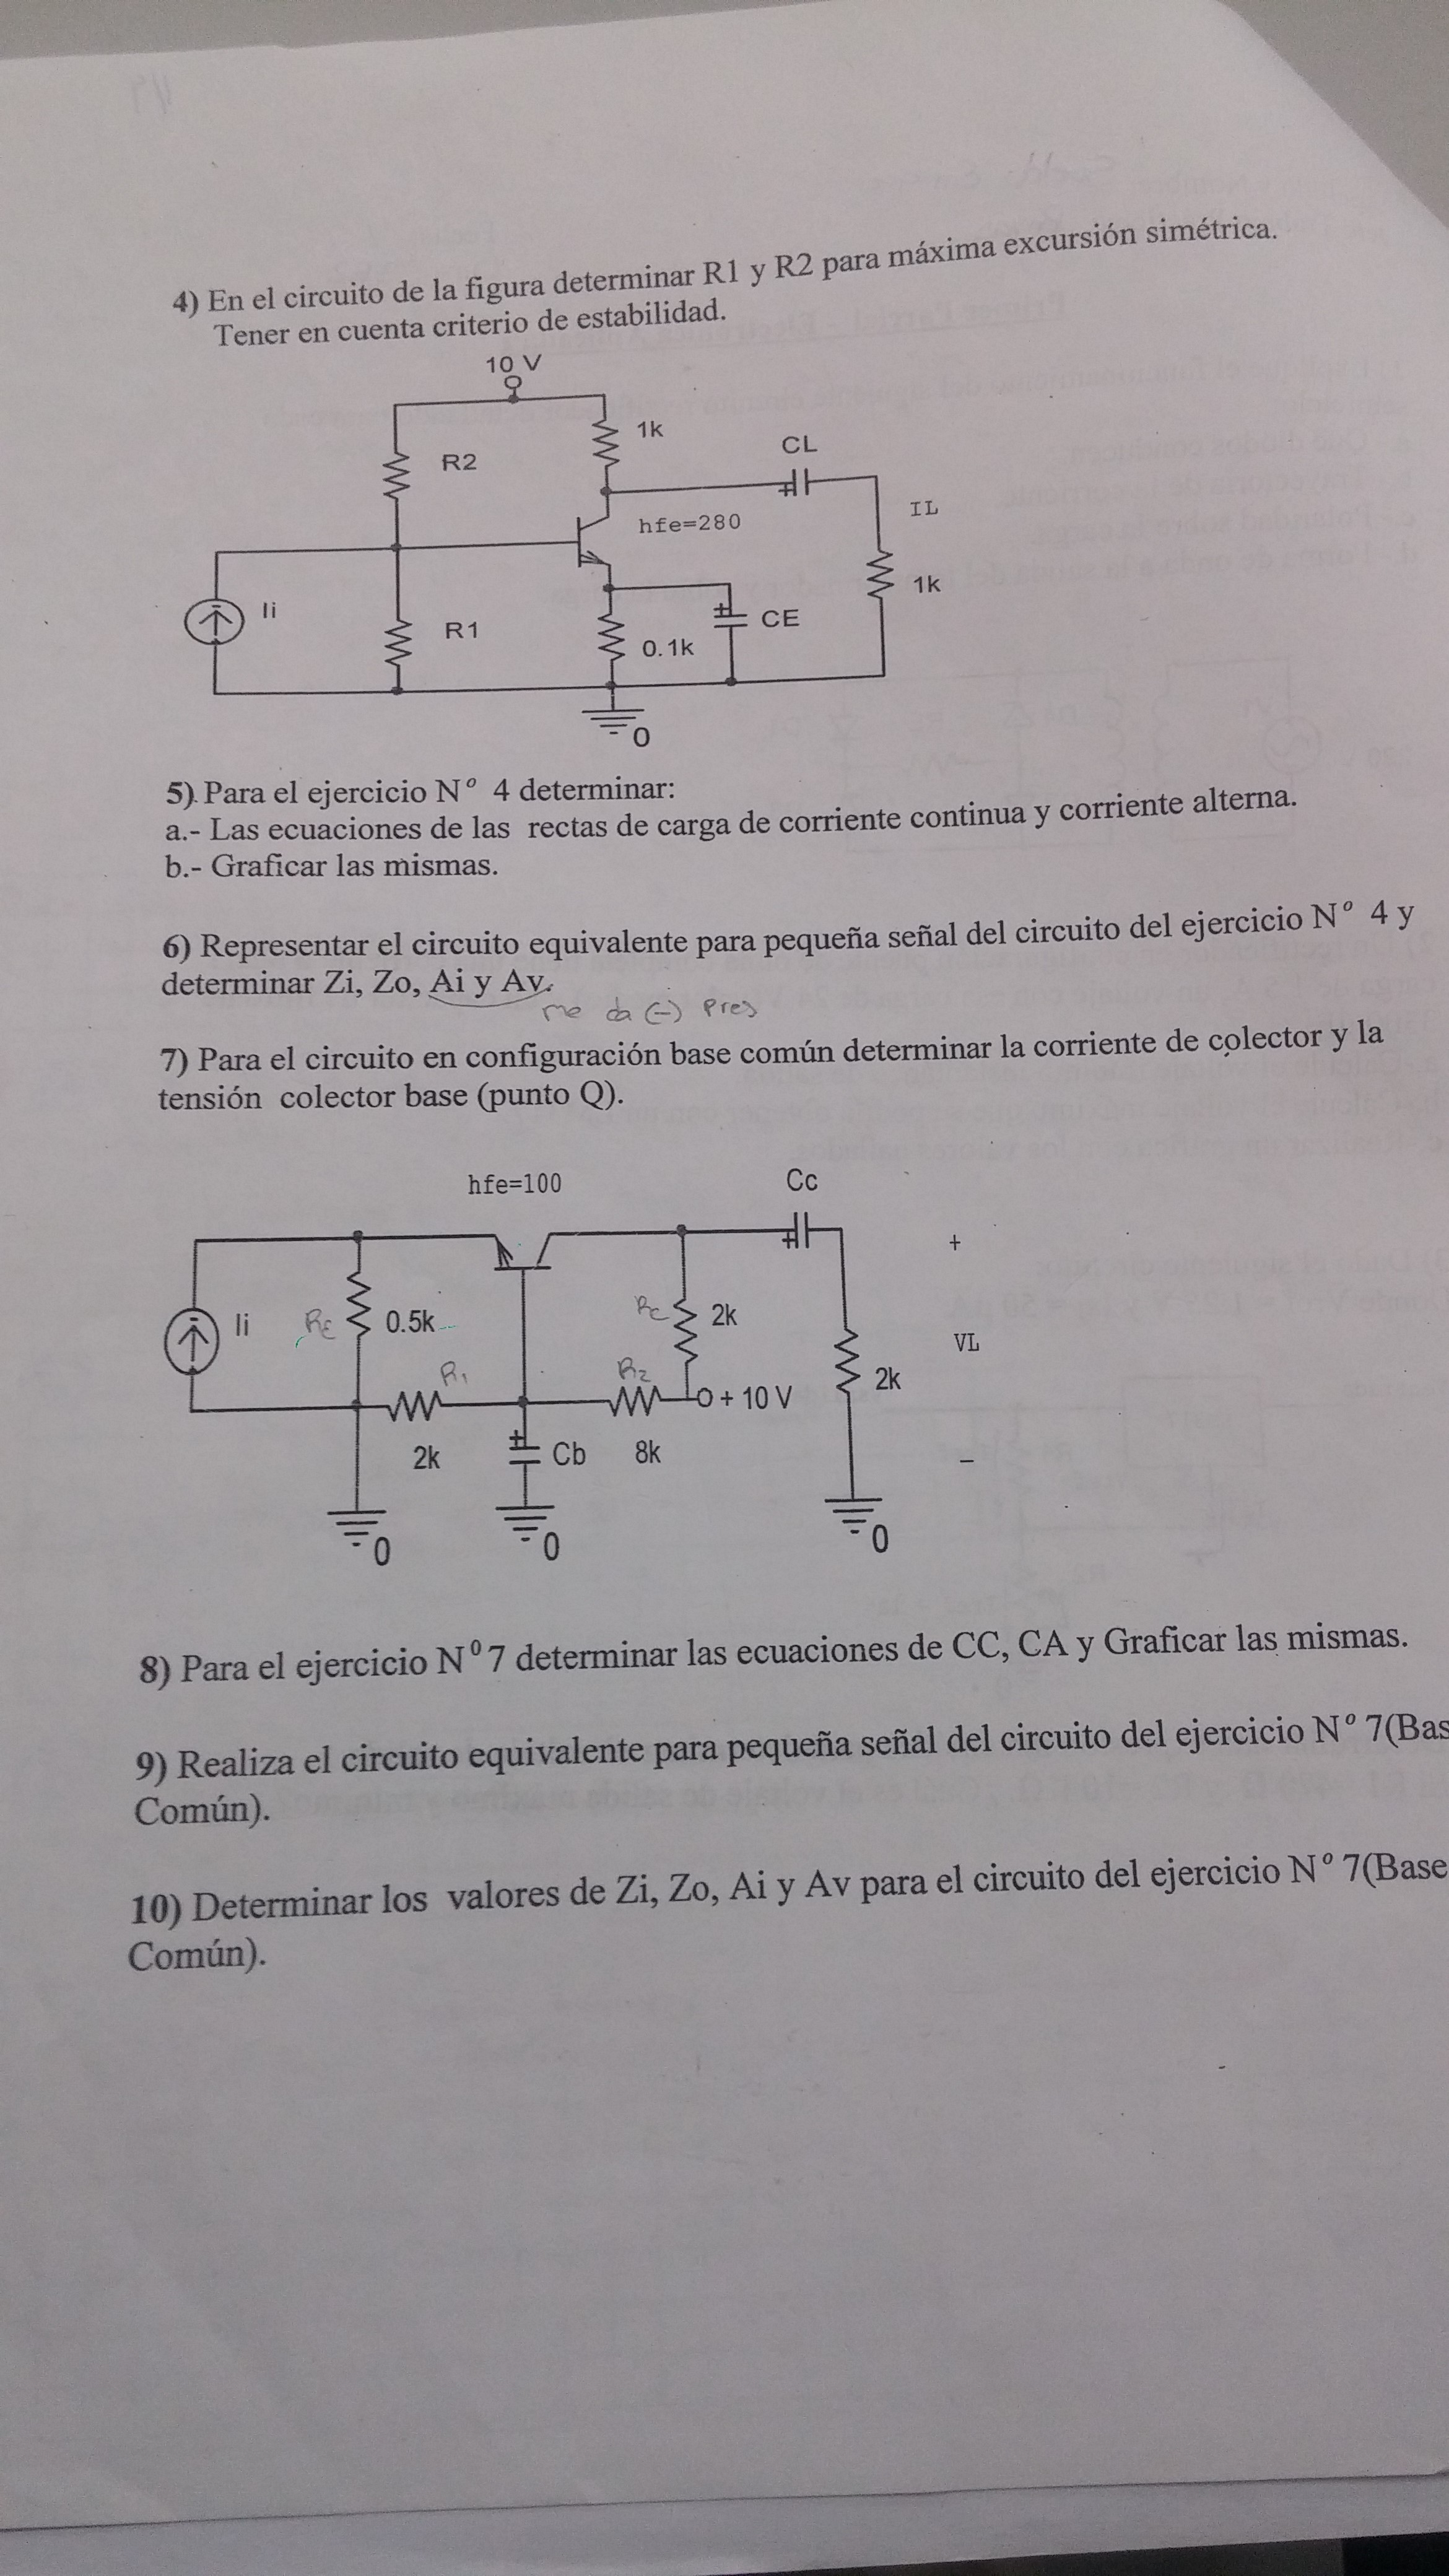 4) En el circuito de la figura determinar R1 y R2 para máxima excursión simétrica.
Tener en cuenta criterio de estabilidad.
10 V
1k
R2
CL
hfe=280
IL
Ii
R1
1k
CE
0.1k
0
5) Para el ejercicio Nº 4 determinar:
a.- Las ecuaciones de las rectas de carga de corriente continua y corriente alterna.
b.- Graficar las mismas.
6) Representar el circuito equivalente para pequeña señal del circuito del ejercicio Nº 4 y
determinar Zi, Zo, Ai y Av.
me da (-) Pres
7) Para el circuito en configuración base común determinar la corriente de colector y la
tensión colector base (punto Q).
hfe=100
Cc
+
Ii
RE
0.5k
RC
2k
VL
R1
R2
+ 10 V
2k
2k
Cb
8k
–
0
0
0
8) Para el ejercicio Nº7 determinar las ecuaciones de CC, CA y Graficar las mismas.
9) Realiza el circuito equivalente para pequeña señal del circuito del ejercicio Nº 7(Bas
Común).
10) Determinar los valores de Zi, Zo, Ai y Av para el circuito del ejercicio Nº 7(Base
Común).